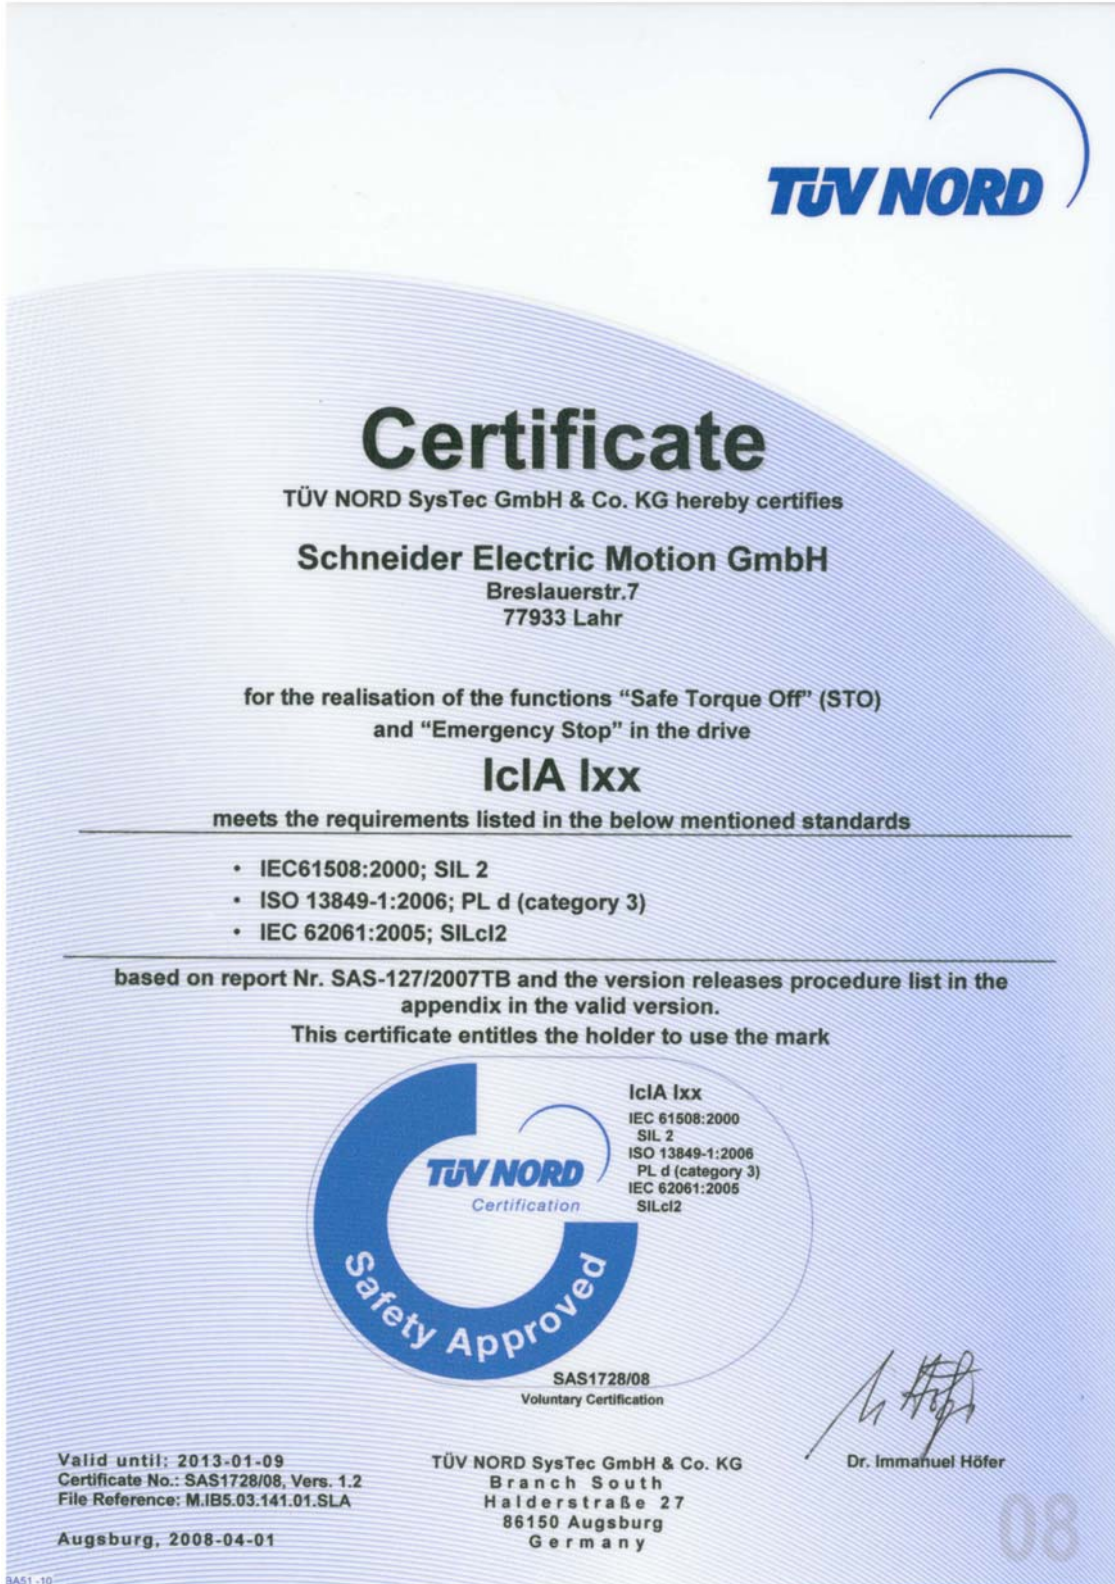 TÜV NORD
Certificate
TÜV NORD SysTec GmbH & Co. KG hereby certifies
Schneider Electric Motion GmbH
Breslauerstr.7
77933 Lahr
for the realisation of the functions “Safe Torque Off” (STO)
and “Emergency Stop” in the drive
IclA Ixx
meets the requirements listed in the below mentioned standards
• IEC61508:2000; SIL 2
• ISO 13849-1:2006; PL d (category 3)
• IEC 62061:2005; SILcl2
based on report Nr. SAS-127/2007TB and the version releases procedure list in the
appendix in the valid version.
This certificate entitles the holder to use the mark
TÜV NORD
Certification
Safety Approved
IclA Ixx
IEC 61508:2000
SIL 2
ISO 13849-1:2006
PL d (category 3)
IEC 62061:2005
SILcl2
SAS1728/08
Voluntary Certification
Valid until: 2013-01-09
Certificate No.: SAS1728/08, Vers. 1.2
File Reference: M.IB5.03.141.01.SLA
Augsburg, 2008-04-01
TÜV NORD SysTec GmbH & Co. KG
Branch South
Halderstraße 27
86150 Augsburg
Germany
Dr. Immanuel Höfer
08